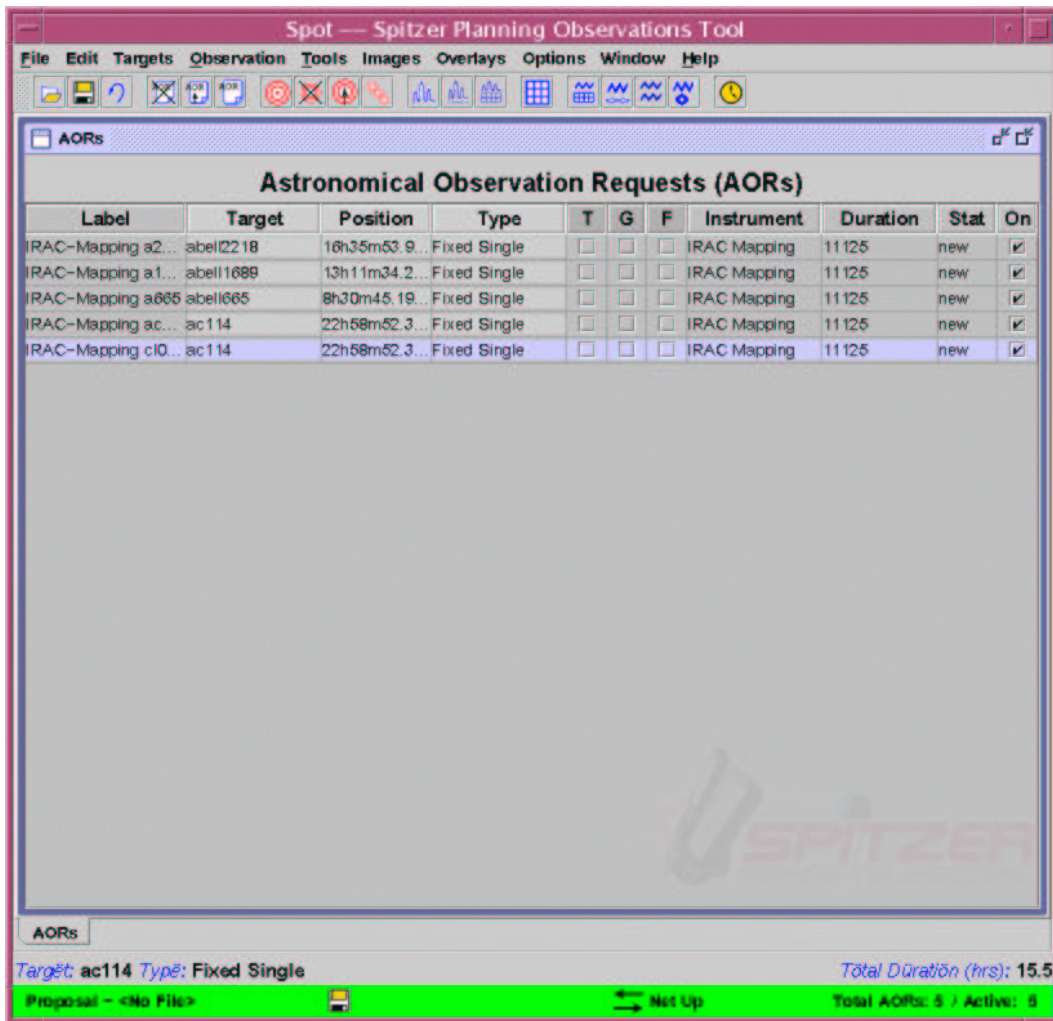 Spot — Spitzer Planning Observations Tool
File Edit Targets Observation Tools Images Overlays Options Window Help
AORs
Astronomical Observation Requests (AORs)
Label Target Position Type T G F Instrument Duration Stat On
IRAC-Mapping a2... abell2218 16h35m53.9... Fixed Single IRAC Mapping 11125 new
IRAC-Mapping a1... abell1689 13h11m34.2... Fixed Single IRAC Mapping 11125 new
IRAC-Mapping a665 abell665 8h30m45.19... Fixed Single IRAC Mapping 11125 new
IRAC-Mapping ac... ac114 22h58m52.3... Fixed Single IRAC Mapping 11125 new
IRAC-Mapping cl0... ac114 22h58m52.3... Fixed Single IRAC Mapping 11125 new
SPITZER
AORs
Target: ac114 Type: Fixed Single Total Duration (hrs): 15.5
Proposal - <No File> Net Up Total AORs: 5 / Active: 5